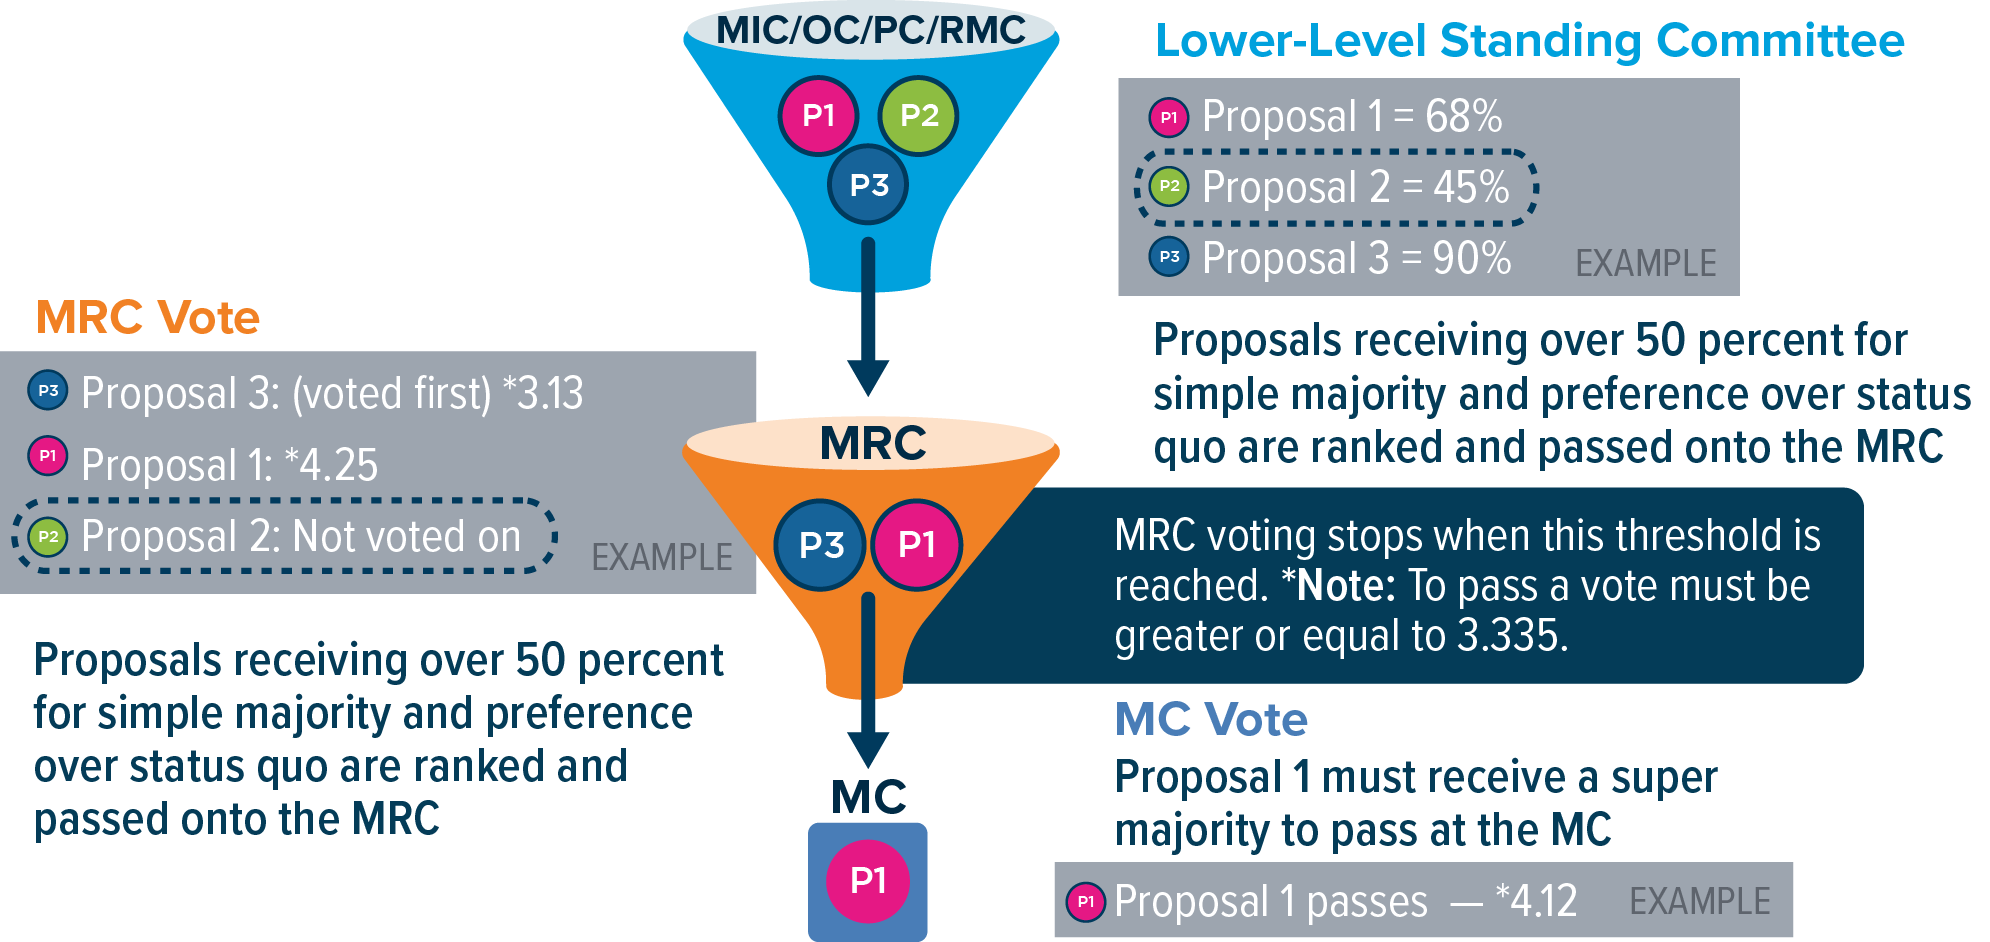 MIC/OC/PC/RMC
P1
P2
P3
Lower-Level Standing Committee
P1 Proposal 1 = 68%
P2 Proposal 2 = 45%
P3 Proposal 3 = 90%
EXAMPLE
Proposals receiving over 50 percent for
simple majority and preference over status
quo are ranked and passed onto the MRC
MRC Vote
P3 Proposal 3: (voted first) *3.13
P1 Proposal 1: *4.25
P2 Proposal 2: Not voted on
EXAMPLE
Proposals receiving over 50 percent
for simple majority and preference
over status quo are ranked and
passed onto the MRC
MRC
P3
P1
MRC voting stops when this threshold is
reached. *Note: To pass a vote must be
greater or equal to 3.335.
MC
P1
MC Vote
Proposal 1 must receive a super
majority to pass at the MC
P1 Proposal 1 passes — *4.12
EXAMPLE